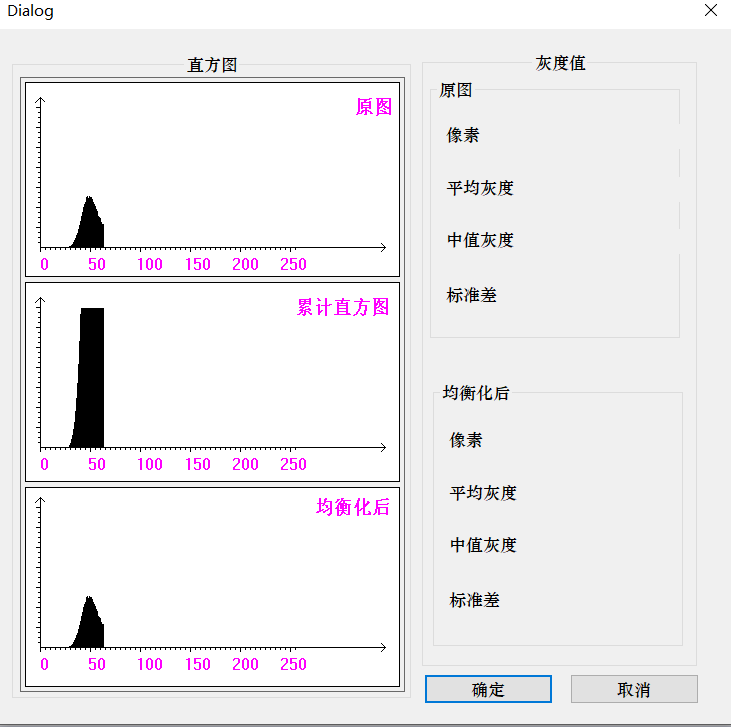 Dialog
直方图
原图
0 50 100 150 200 250
累计直方图
0 50 100 150 200 250
均衡化后
0 50 100 150 200 250
灰度值
原图
像素
平均灰度
中值灰度
标准差
均衡化后
像素
平均灰度
中值灰度
标准差
确定
取消